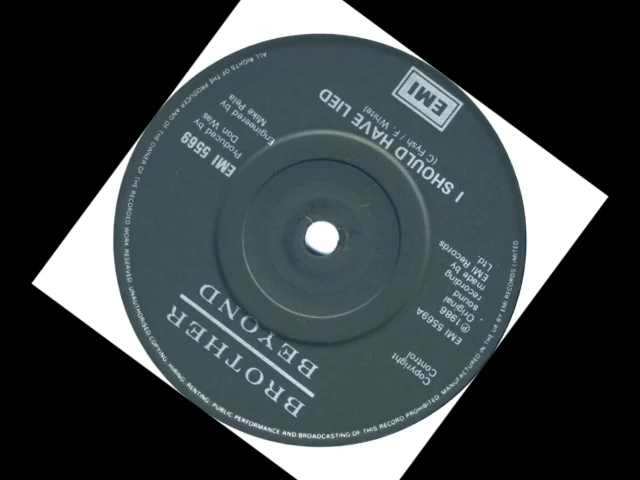 EMI
I SHOULD HAVE LIED
(C Fysh / F. White)
Engineered by
Mike Pela
Produced by
Don Was
EMI 5569
Original
sound
recording
made by
EMI Records
Ltd.
℗ 1986
EMI 5569A
Copyright
Control
BROTHER
BEYOND
ALL RIGHTS OF THE PRODUCER AND OF THE OWNER OF THE RECORDED WORK RESERVED. UNAUTHORISED COPYING, HIRING, RENTING, PUBLIC PERFORMANCE AND BROADCASTING OF THIS RECORD PROHIBITED. MANUFACTURED IN THE UK BY EMI RECORDS LIMITED